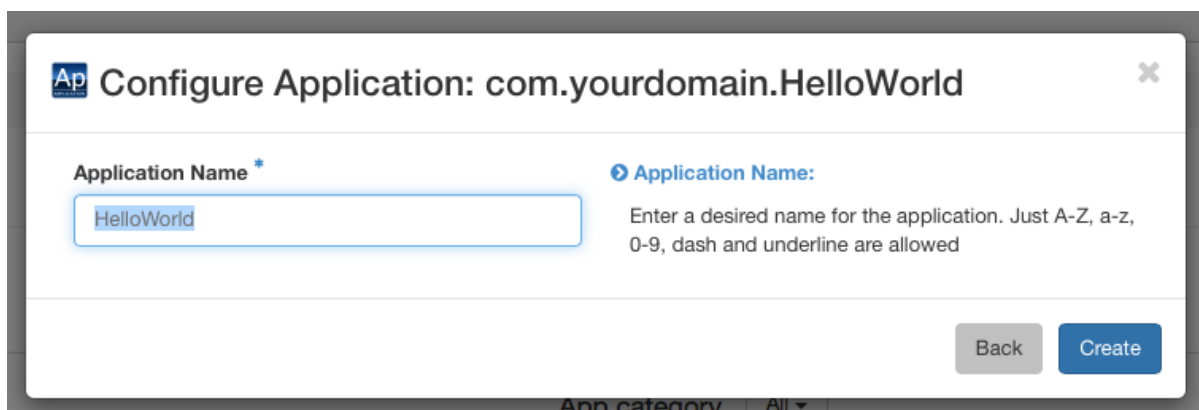 Ap
Configure Application: com.yourdomain.HelloWorld
×
Application Name *
HelloWorld
Application Name:
Enter a desired name for the application. Just A-Z, a-z,
0-9, dash and underline are allowed
Back
Create
App category
All